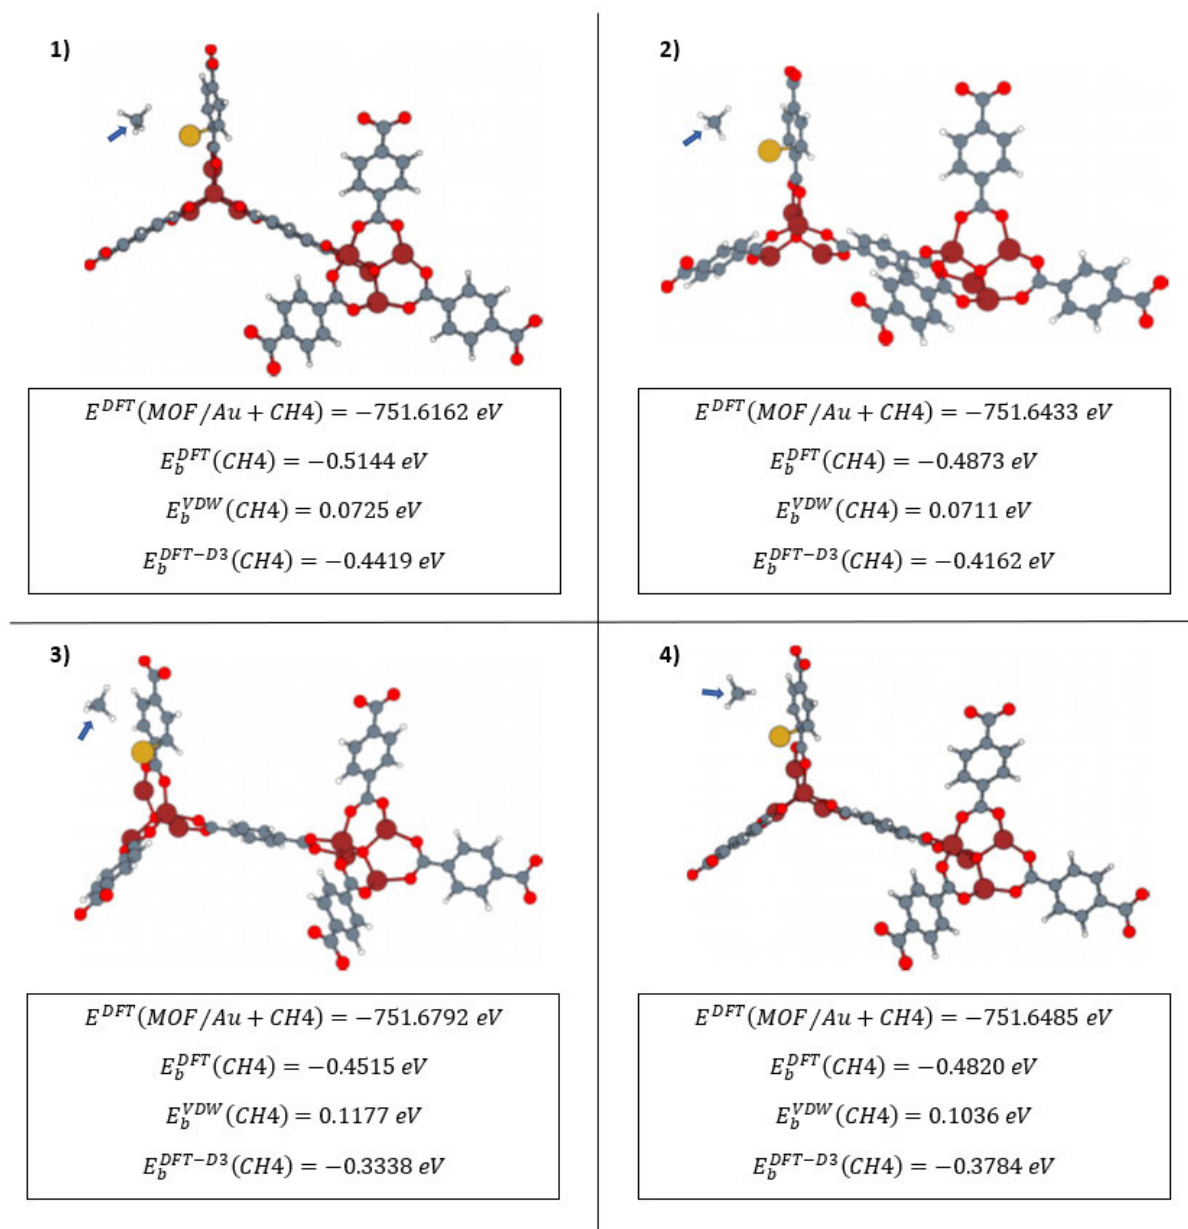 1)
E^{DFT}(MOF/Au + CH4) = −751.6162 eV
E_b^{DFT}(CH4) = −0.5144 eV
E_b^{VDW}(CH4) = 0.0725 eV
E_b^{DFT−D3}(CH4) = −0.4419 eV
2)
E^{DFT}(MOF/Au + CH4) = −751.6433 eV
E_b^{DFT}(CH4) = −0.4873 eV
E_b^{VDW}(CH4) = 0.0711 eV
E_b^{DFT−D3}(CH4) = −0.4162 eV
3)
E^{DFT}(MOF/Au + CH4) = −751.6792 eV
E_b^{DFT}(CH4) = −0.4515 eV
E_b^{VDW}(CH4) = 0.1177 eV
E_b^{DFT−D3}(CH4) = −0.3338 eV
4)
E^{DFT}(MOF/Au + CH4) = −751.6485 eV
E_b^{DFT}(CH4) = −0.4820 eV
E_b^{VDW}(CH4) = 0.1036 eV
E_b^{DFT−D3}(CH4) = −0.3784 eV